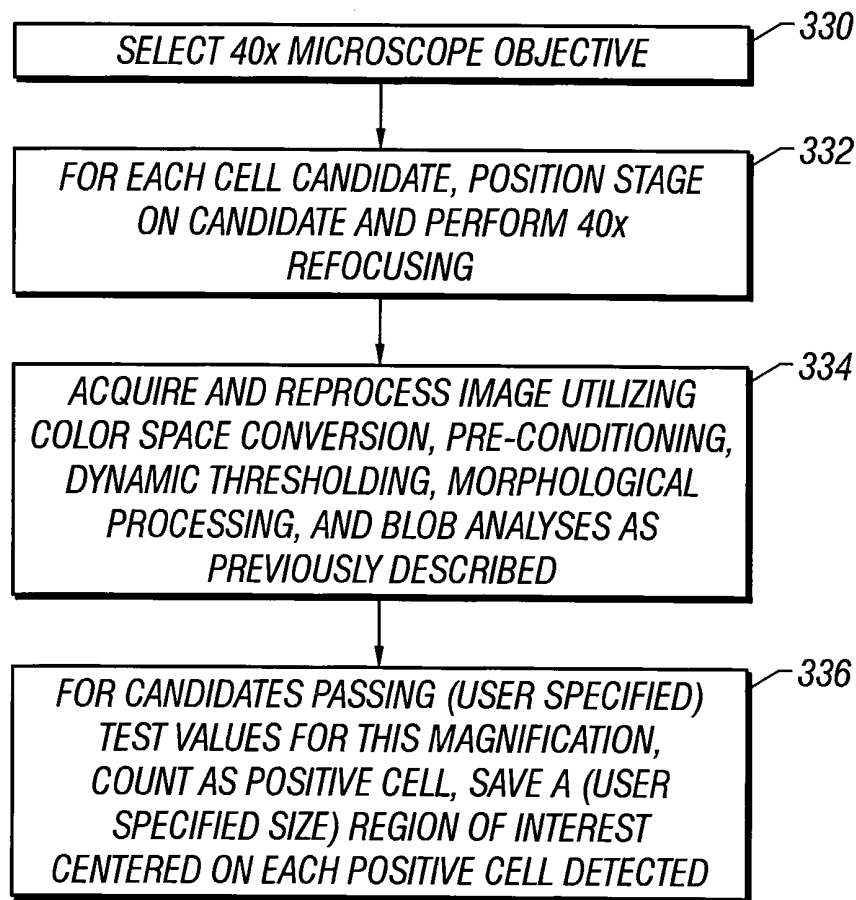 330
SELECT 40x MICROSCOPE OBJECTIVE
332
FOR EACH CELL CANDIDATE, POSITION STAGE
ON CANDIDATE AND PERFORM 40x
REFOCUSING
334
ACQUIRE AND REPROCESS IMAGE UTILIZING
COLOR SPACE CONVERSION, PRE-CONDITIONING,
DYNAMIC THRESHOLDING, MORPHOLOGICAL
PROCESSING, AND BLOB ANALYSES AS
PREVIOUSLY DESCRIBED
336
FOR CANDIDATES PASSING (USER SPECIFIED)
TEST VALUES FOR THIS MAGNIFICATION,
COUNT AS POSITIVE CELL, SAVE A (USER
SPECIFIED SIZE) REGION OF INTEREST
CENTERED ON EACH POSITIVE CELL DETECTED